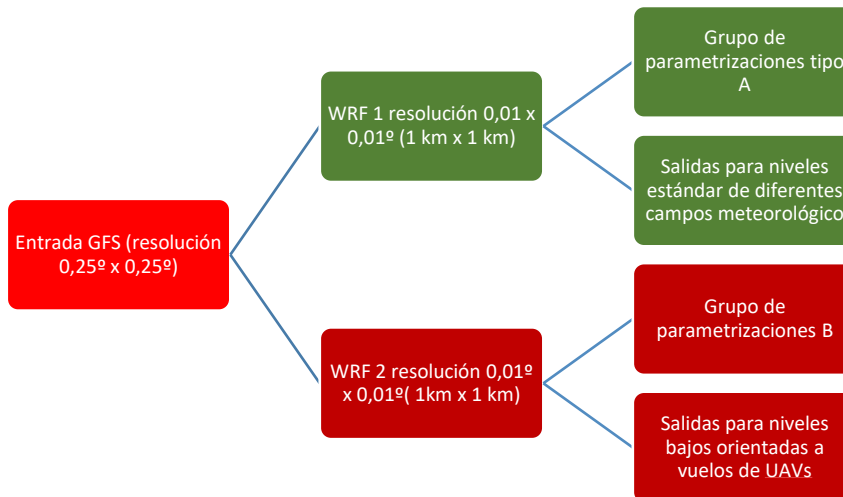 Grupo de
parametrizaciones tipo
A
WRF 1 resolución 0,01 x
0,01º (1 km x 1 km)
Salidas para niveles
estándar de diferentes
campos meteorológico
Entrada GFS (resolución
0,25º x 0,25º)
Grupo de
parametrizaciones B
WRF 2 resolución 0,01º
x 0,01º( 1km x 1 km)
Salidas para niveles
bajos orientadas a
vuelos de UAVs